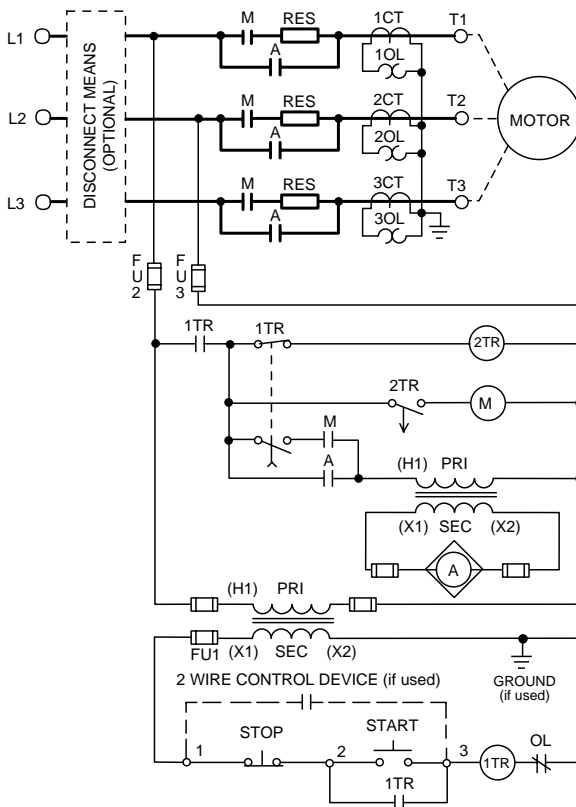 M RES 1CT T1
L1
A 1OL
DISCONNECT MEANS
(OPTIONAL)
M RES 2CT T2
L2 MOTOR
A 2OL
M RES 3CT T3
L3
A 3OL
FU2
FU3
1TR 1TR
2TR
2TR
M
M
A (H1) PRI
(X1) SEC (X2)
A
(H1) PRI
FU1 (X1) SEC (X2)
GROUND
(if used)
2 WIRE CONTROL DEVICE (if used)
STOP START
1 2 3 1TR OL
1TR